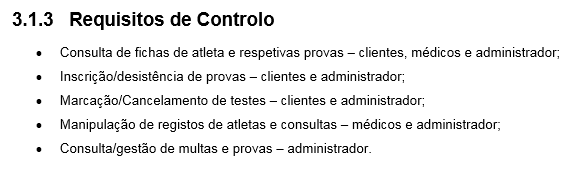 3.1.3 Requisitos de Controlo
• Consulta de fichas de atleta e respetivas provas – clientes, médicos e administrador;
• Inscrição/desistência de provas – clientes e administrador;
• Marcação/Cancelamento de testes – clientes e administrador;
• Manipulação de registos de atletas e consultas – médicos e administrador;
• Consulta/gestão de multas e provas – administrador.